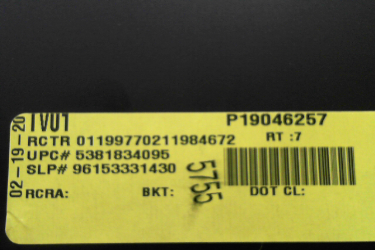 TV01 P19046257
RCTR 01199770211984672 RT :7
UPC# 5381834095
SLP# 96153331430
RCRA: BKT: DOT CL:
5755
02-19-20